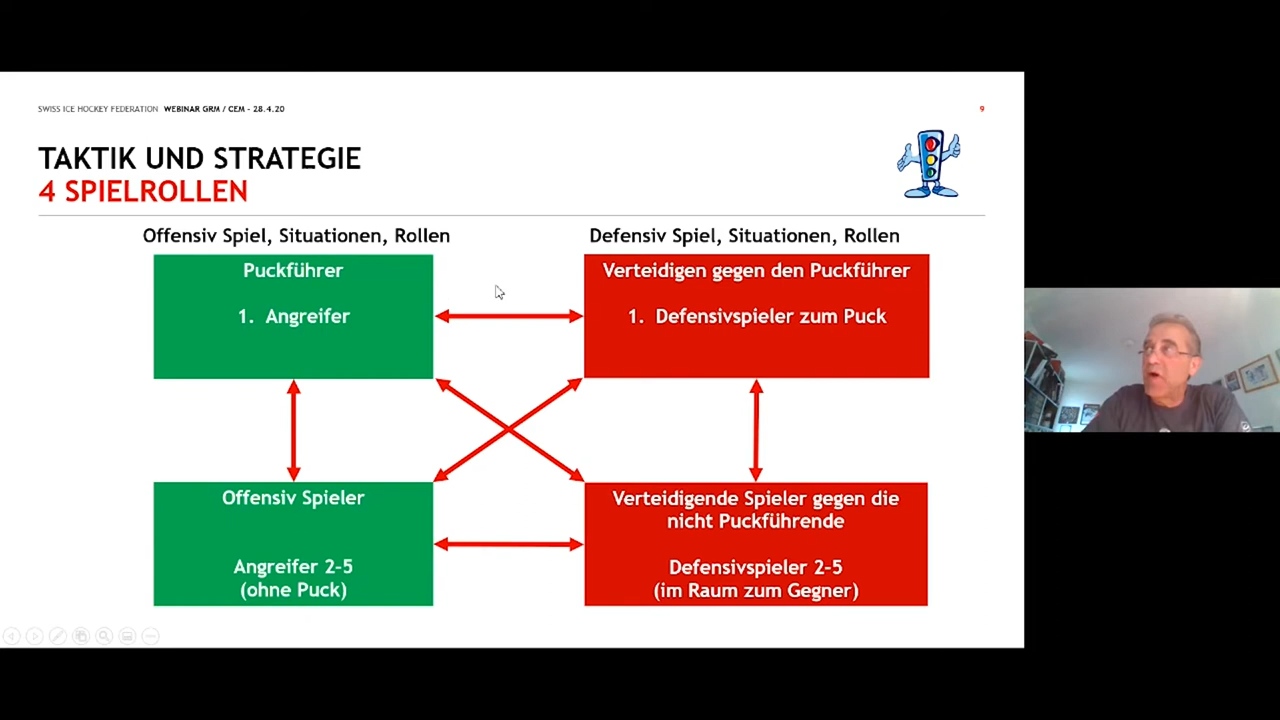 SWISS ICE HOCKEY FEDERATION WEBINAR GRM / CEM - 28.4.20
9
TAKTIK UND STRATEGIE
4 SPIELROLLEN
Offensiv Spiel, Situationen, Rollen
Defensiv Spiel, Situationen, Rollen
Puckführer
1. Angreifer
Verteidigen gegen den Puckführer
1. Defensivspieler zum Puck
Offensiv Spieler
Angreifer 2-5
(ohne Puck)
Verteidigende Spieler gegen die
nicht Puckführende
Defensivspieler 2-5
(im Raum zum Gegner)